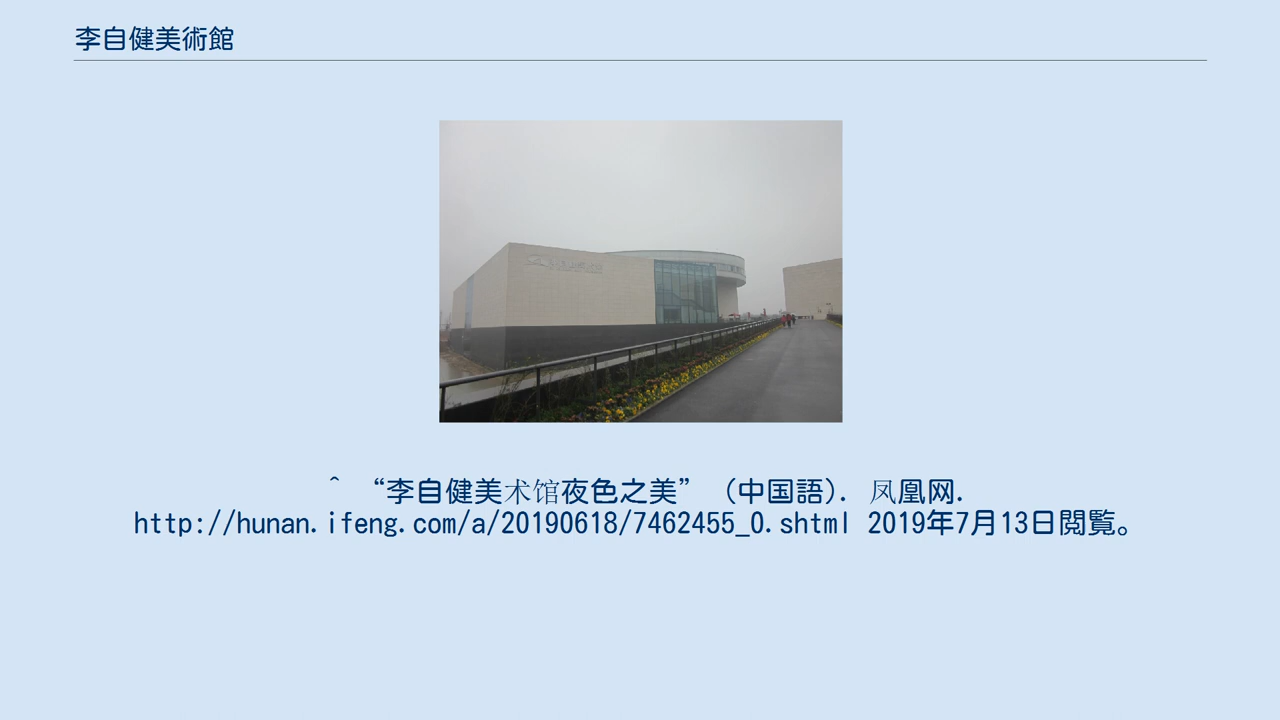 李自健美術館
^ “李自健美术馆夜色之美” (中国語). 凤凰网.
http://hunan.ifeng.com/a/20190618/7462455_0.shtml 2019年7月13日閲覧。